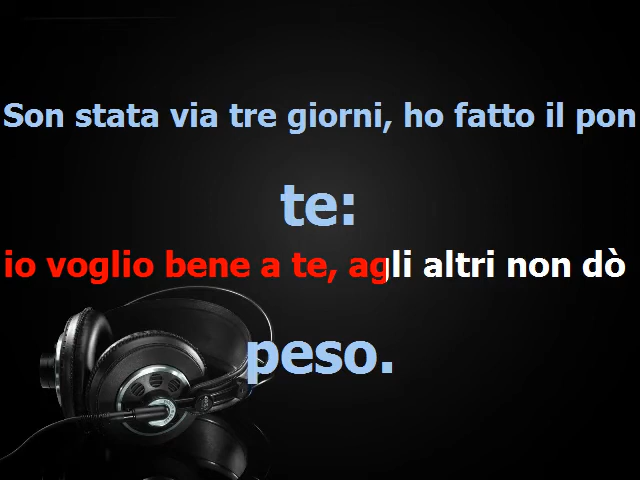 Son stata via tre giorni, ho fatto il pon
te:
io voglio bene a te, agli altri non dò
peso.